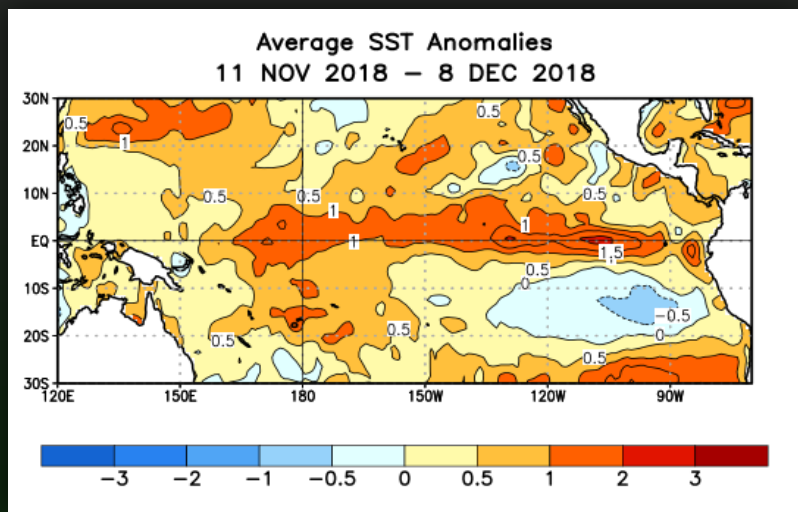 Average SST Anomalies
11 NOV 2018 – 8 DEC 2018
30N
0.5
0.5
1
20N
0.5
10N
0.5
0.5
0.5
1
1
EQ
1
1.5
0.5
0
10S
-0.5
20S
0.5
0.5
0
0.5
30S
120E 150E 180 150W 120W 90W
-3 -2 -1 -0.5 0 0.5 1 2 3